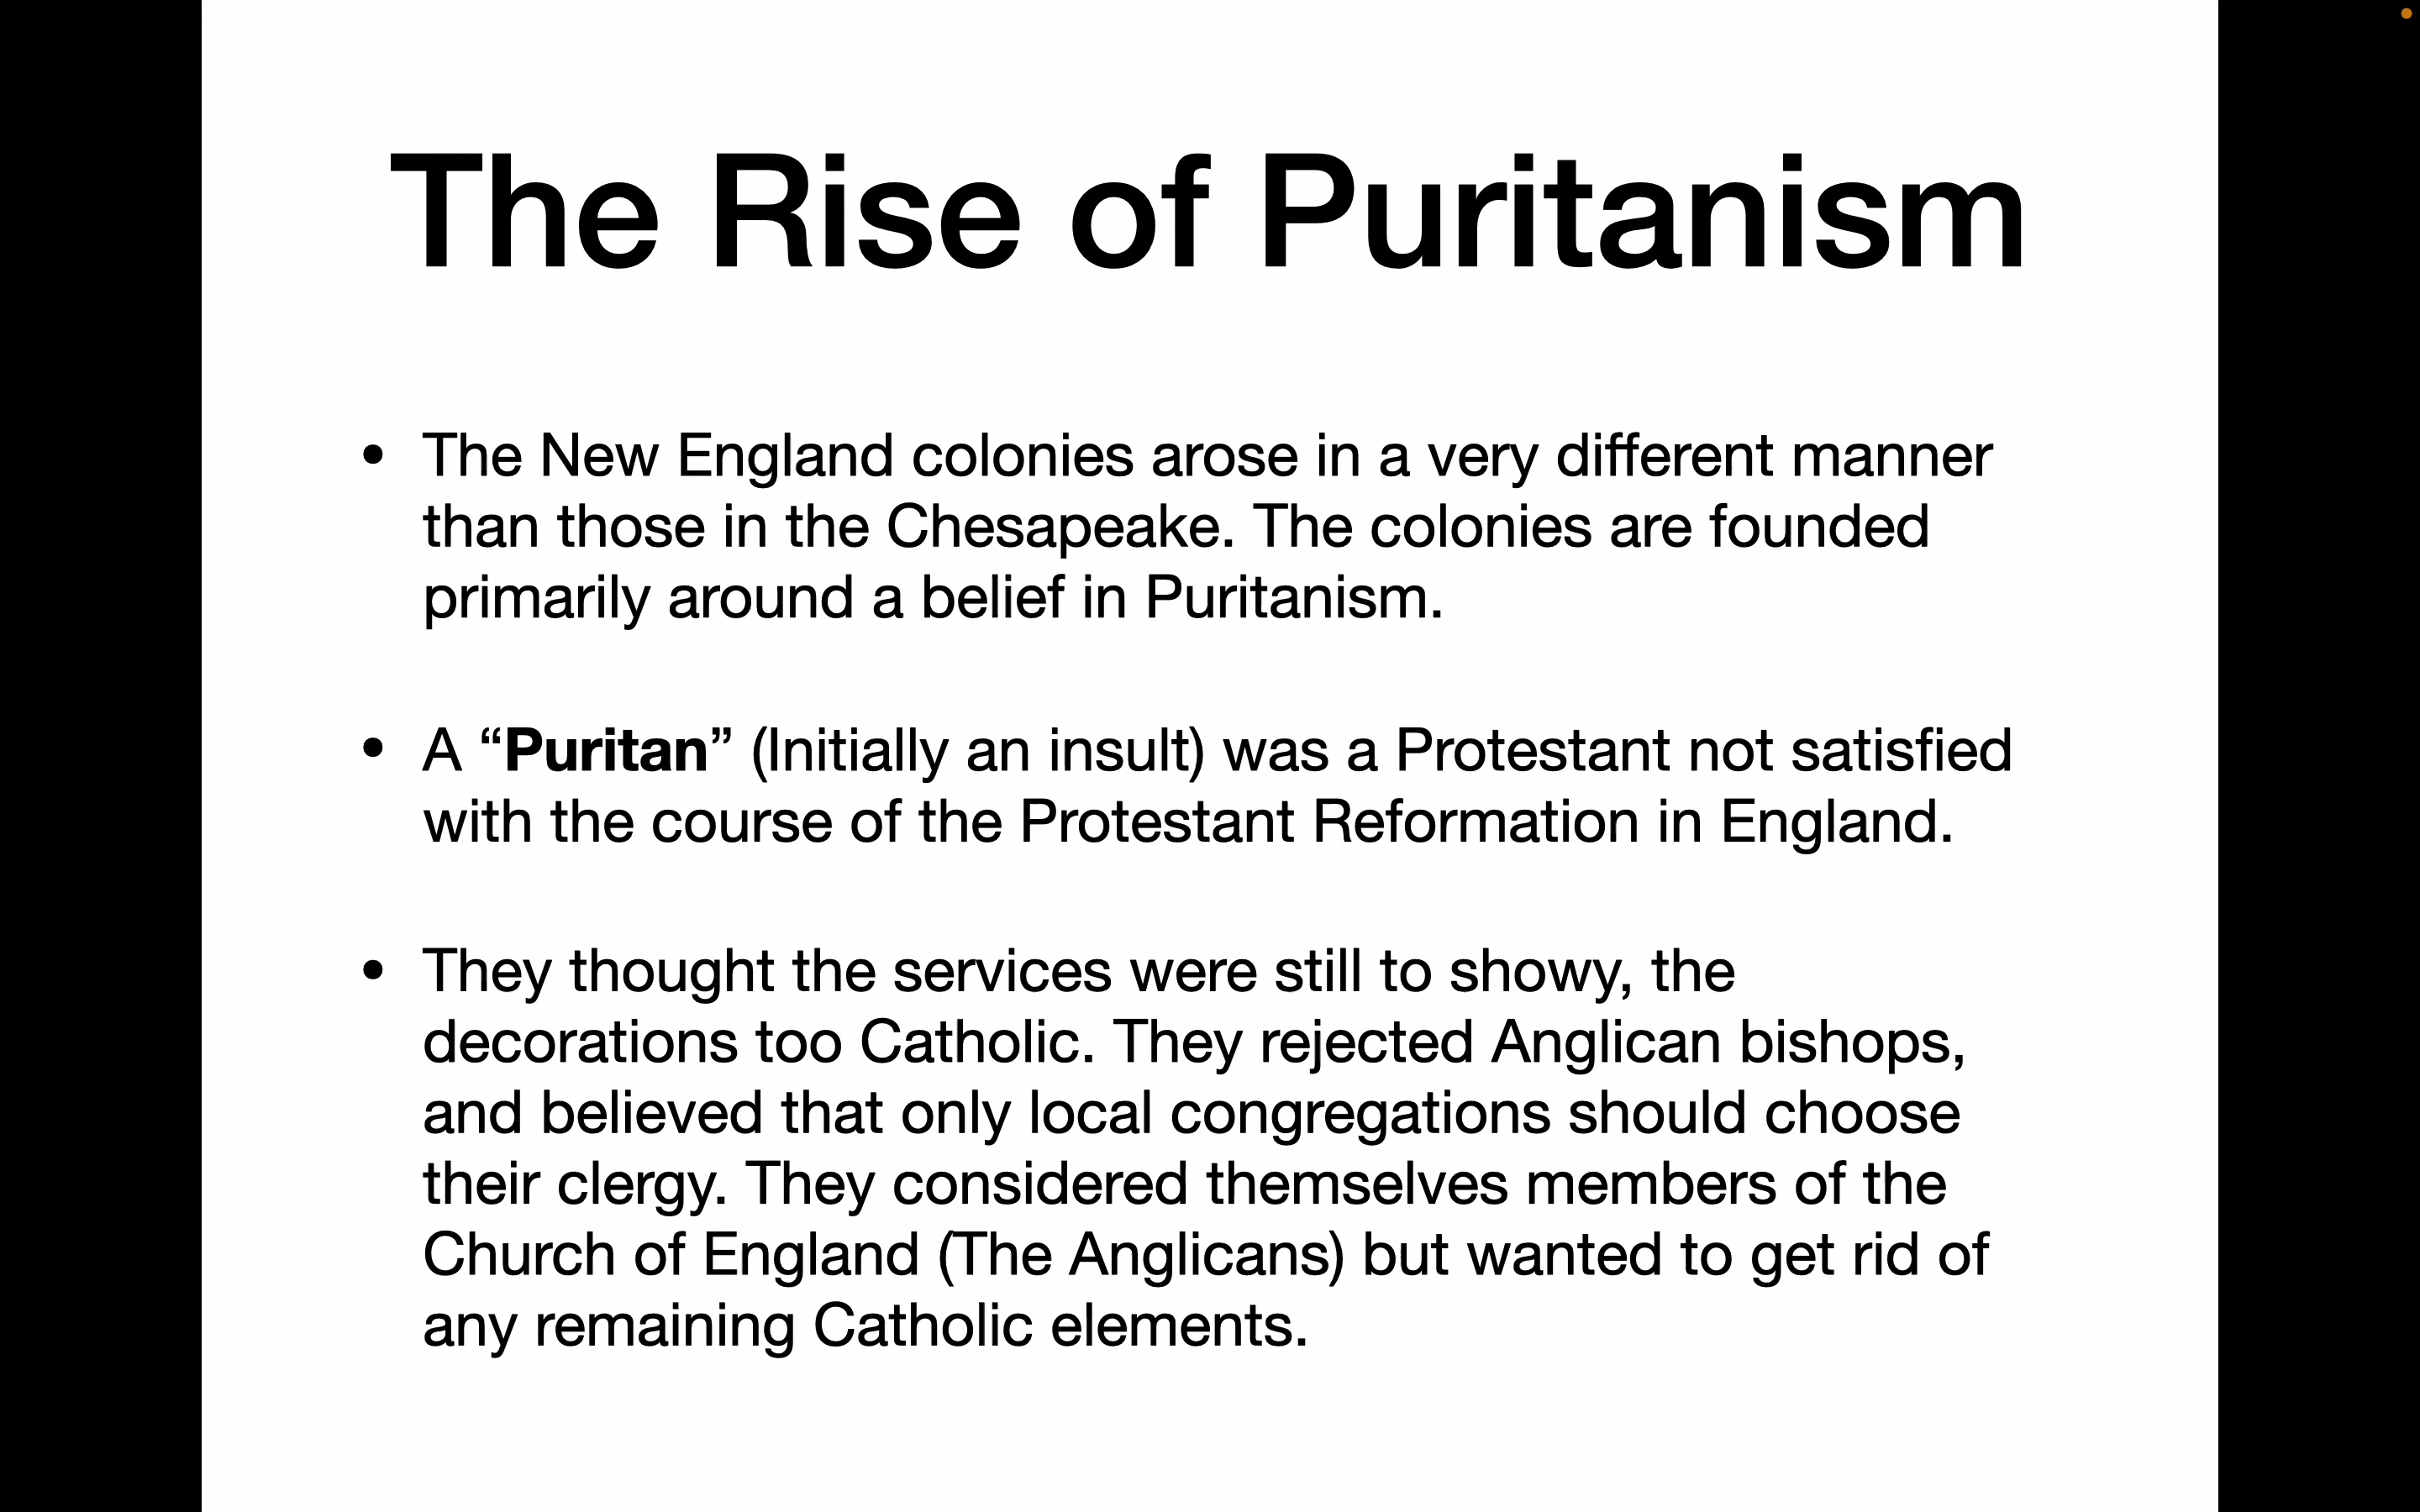 The Rise of Puritanism
• The New England colonies arose in a very different manner
than those in the Chesapeake. The colonies are founded
primarily around a belief in Puritanism.
• A “Puritan” (Initially an insult) was a Protestant not satisfied
with the course of the Protestant Reformation in England.
• They thought the services were still to showy, the
decorations too Catholic. They rejected Anglican bishops,
and believed that only local congregations should choose
their clergy. They considered themselves members of the
Church of England (The Anglicans) but wanted to get rid of
any remaining Catholic elements.